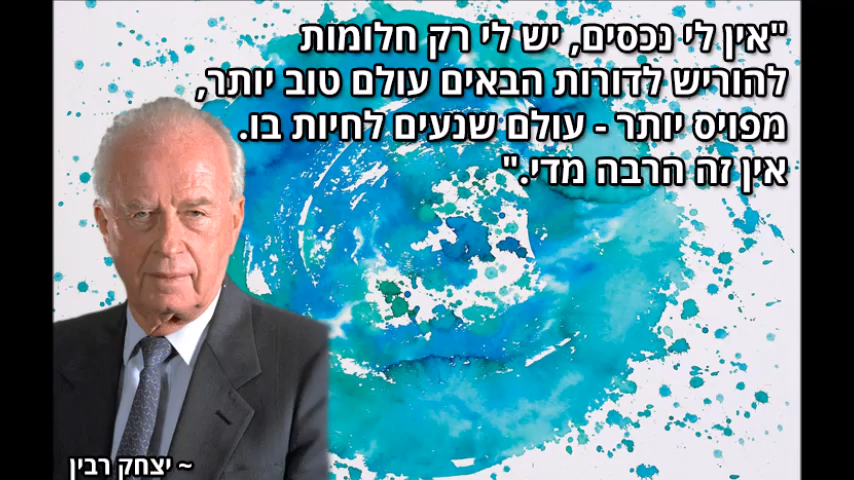 "אין לי נכסים, יש לי רק חלומות
להוריש לדורות הבאים עולם טוב יותר,
מפויס יותר - עולם שנעים לחיות בו.
אין זה הרבה מדי."
~ יצחק רבין